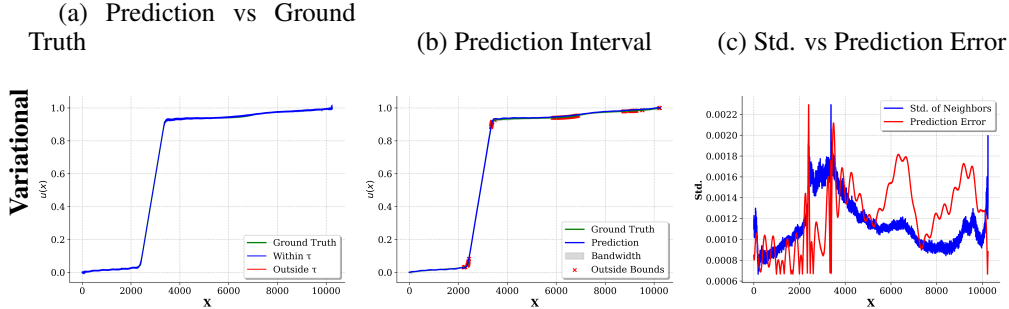 (a) Prediction vs Ground
Truth
(b) Prediction Interval
(c) Std. vs Prediction Error
Variational
u(x)
1.0
0.8
0.6
0.4
0.2
0.0
0 2000 4000 6000 8000 10000
X
Ground Truth
Within τ
Outside τ
u(x)
1.0
0.8
0.6
0.4
0.2
0.0
0 2000 4000 6000 8000 10000
X
Ground Truth
Prediction
Bandwidth
Outside Bounds
Std.
0.0022
0.0020
0.0018
0.0016
0.0014
0.0012
0.0010
0.0008
0.0006
0 2000 4000 6000 8000 10000
X
Std. of Neighbors
Prediction Error